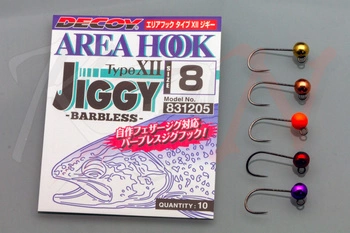 DECOY
エリアフック タイプXII ジギー
AREA HOOK
Type XII
SIZE
8
JIGGY
Model No.
831205
-BARBLESS-
自作フェザージグ対応
バーブレスジグフック!
QUANTITY: 10